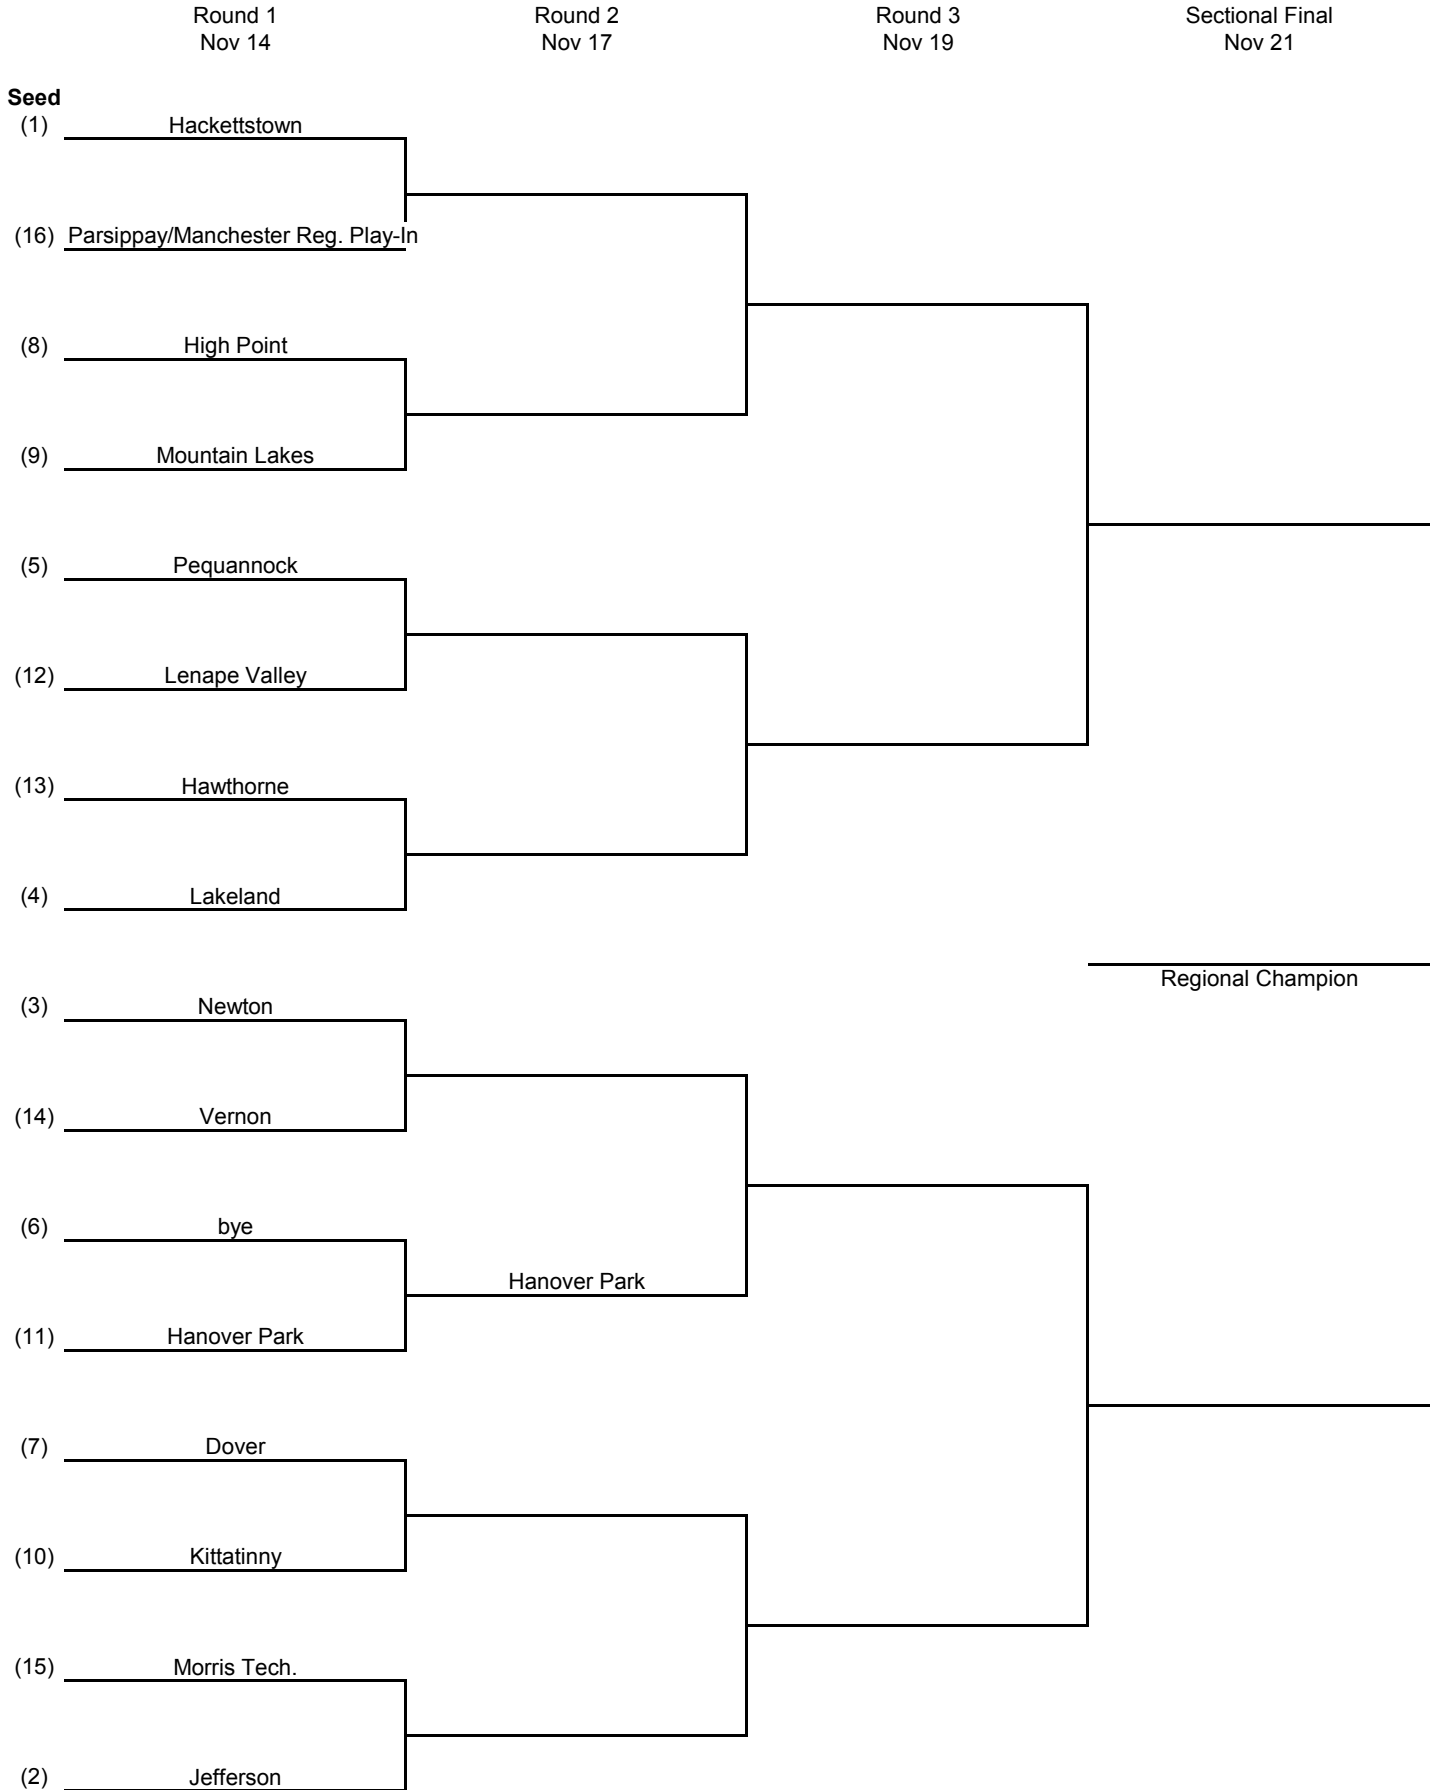 Round 1 Round 2 Round 3 Sectional Final
Nov 14 Nov 17 Nov 19 Nov 21
Seed
(1) Hackettstown
(16) Parsippay/Manchester Reg. Play-In
(8) High Point
(9) Mountain Lakes
(5) Pequannock
(12) Lenape Valley
(13) Hawthorne
(4) Lakeland
Regional Champion
(3) Newton
(14) Vernon
(6) bye
Hanover Park
(11) Hanover Park
(7) Dover
(10) Kittatinny
(15) Morris Tech.
(2) Jefferson